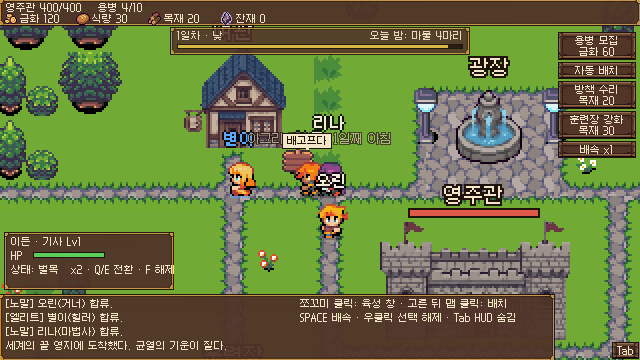 영주관 400/400 용병 4/10
금화 120 식량 30 목재 20 잔재 0
1일차 · 낮 오늘 밤: 마물 4마리
용병 모집
금화 60
자동 배치
방책 수리
목재 20
훈련장 강화
목재 30
배속 x1
광장
리나
별이
배고프다
1일째 아침
오린
영주관
이든 · 기사 Lv1
HP
상태: 벌목 x2 · Q/E 전환 · F 해제
[노말] 오린(거너) 합류.
[엘리트] 별이(힐러) 합류.
[노말] 리나(마법사) 합류.
세계의 끝 영지에 도착했다. 균열의 기운이 짙다.
쪼꼬미 클릭: 육성 창 · 고른 뒤 맵 클릭: 배치
SPACE 배속 · 우클릭 선택 해제 · Tab HUD 숨김
Tab